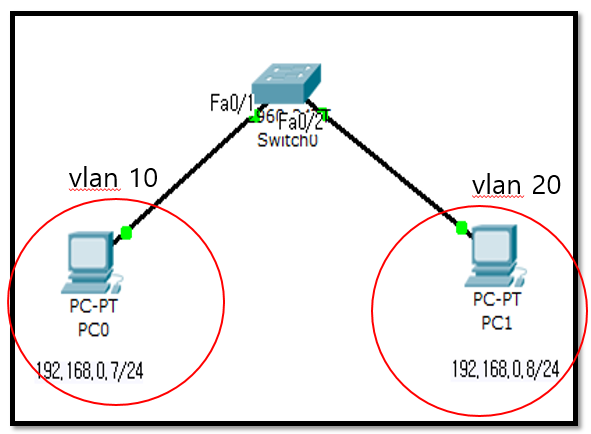 Fa0/1
Fa0/2
Switch0
vlan 10
vlan 20
PC-PT
PC0
PC-PT
PC1
192.168.0.7/24
192.168.0.8/24